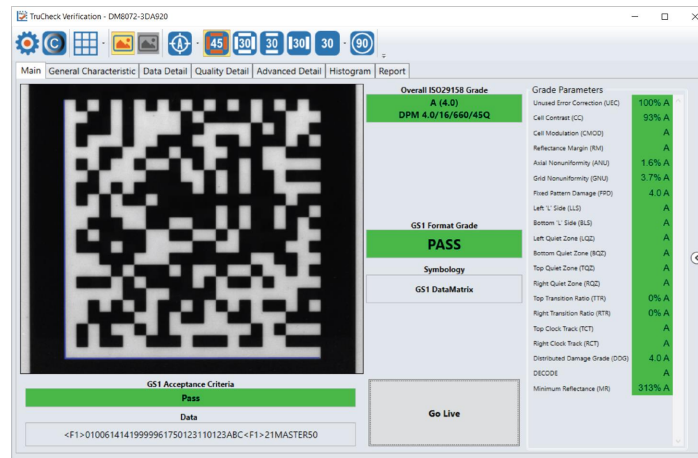 TruCheck Verification - DM8072-3DA920
A 45 30 30 30 30 90
Main General Characteristic Data Detail Quality Detail Advanced Detail Histogram Report
Overall ISO29158 Grade
A (4.0)
DPM 4.0/16/660/45Q
GS1 Format Grade
PASS
Symbology
GS1 DataMatrix
Grade Parameters
Unused Error Correction (UEC) 100% A
Cell Contrast (CC) 93% A
Cell Modulation (CMOD) A
Reflectance Margin (RM) A
Axial Nonuniformity (ANU) 1.6% A
Grid Nonuniformity (GNU) 3.7% A
Fixed Pattern Damage (FPD) 4.0 A
Left 'L' Side (LLS) A
Bottom 'L' Side (BLS) A
Left Quiet Zone (LQZ) A
Bottom Quiet Zone (BQZ) A
Top Quiet Zone (TQZ) A
Right Quiet Zone (RQZ) A
Top Transition Ratio (TTR) 0% A
Right Transition Ratio (RTR) 0% A
Top Clock Track (TCT) A
Right Clock Track (RCT) A
Distributed Damage Grade (DDG) 4.0 A
DECODE A
Minimum Reflectance (MR) 313% A
GS1 Acceptance Criteria
Pass
Data
<F1>01006141419999961750123110123ABC<F1>21MASTER50
Go Live